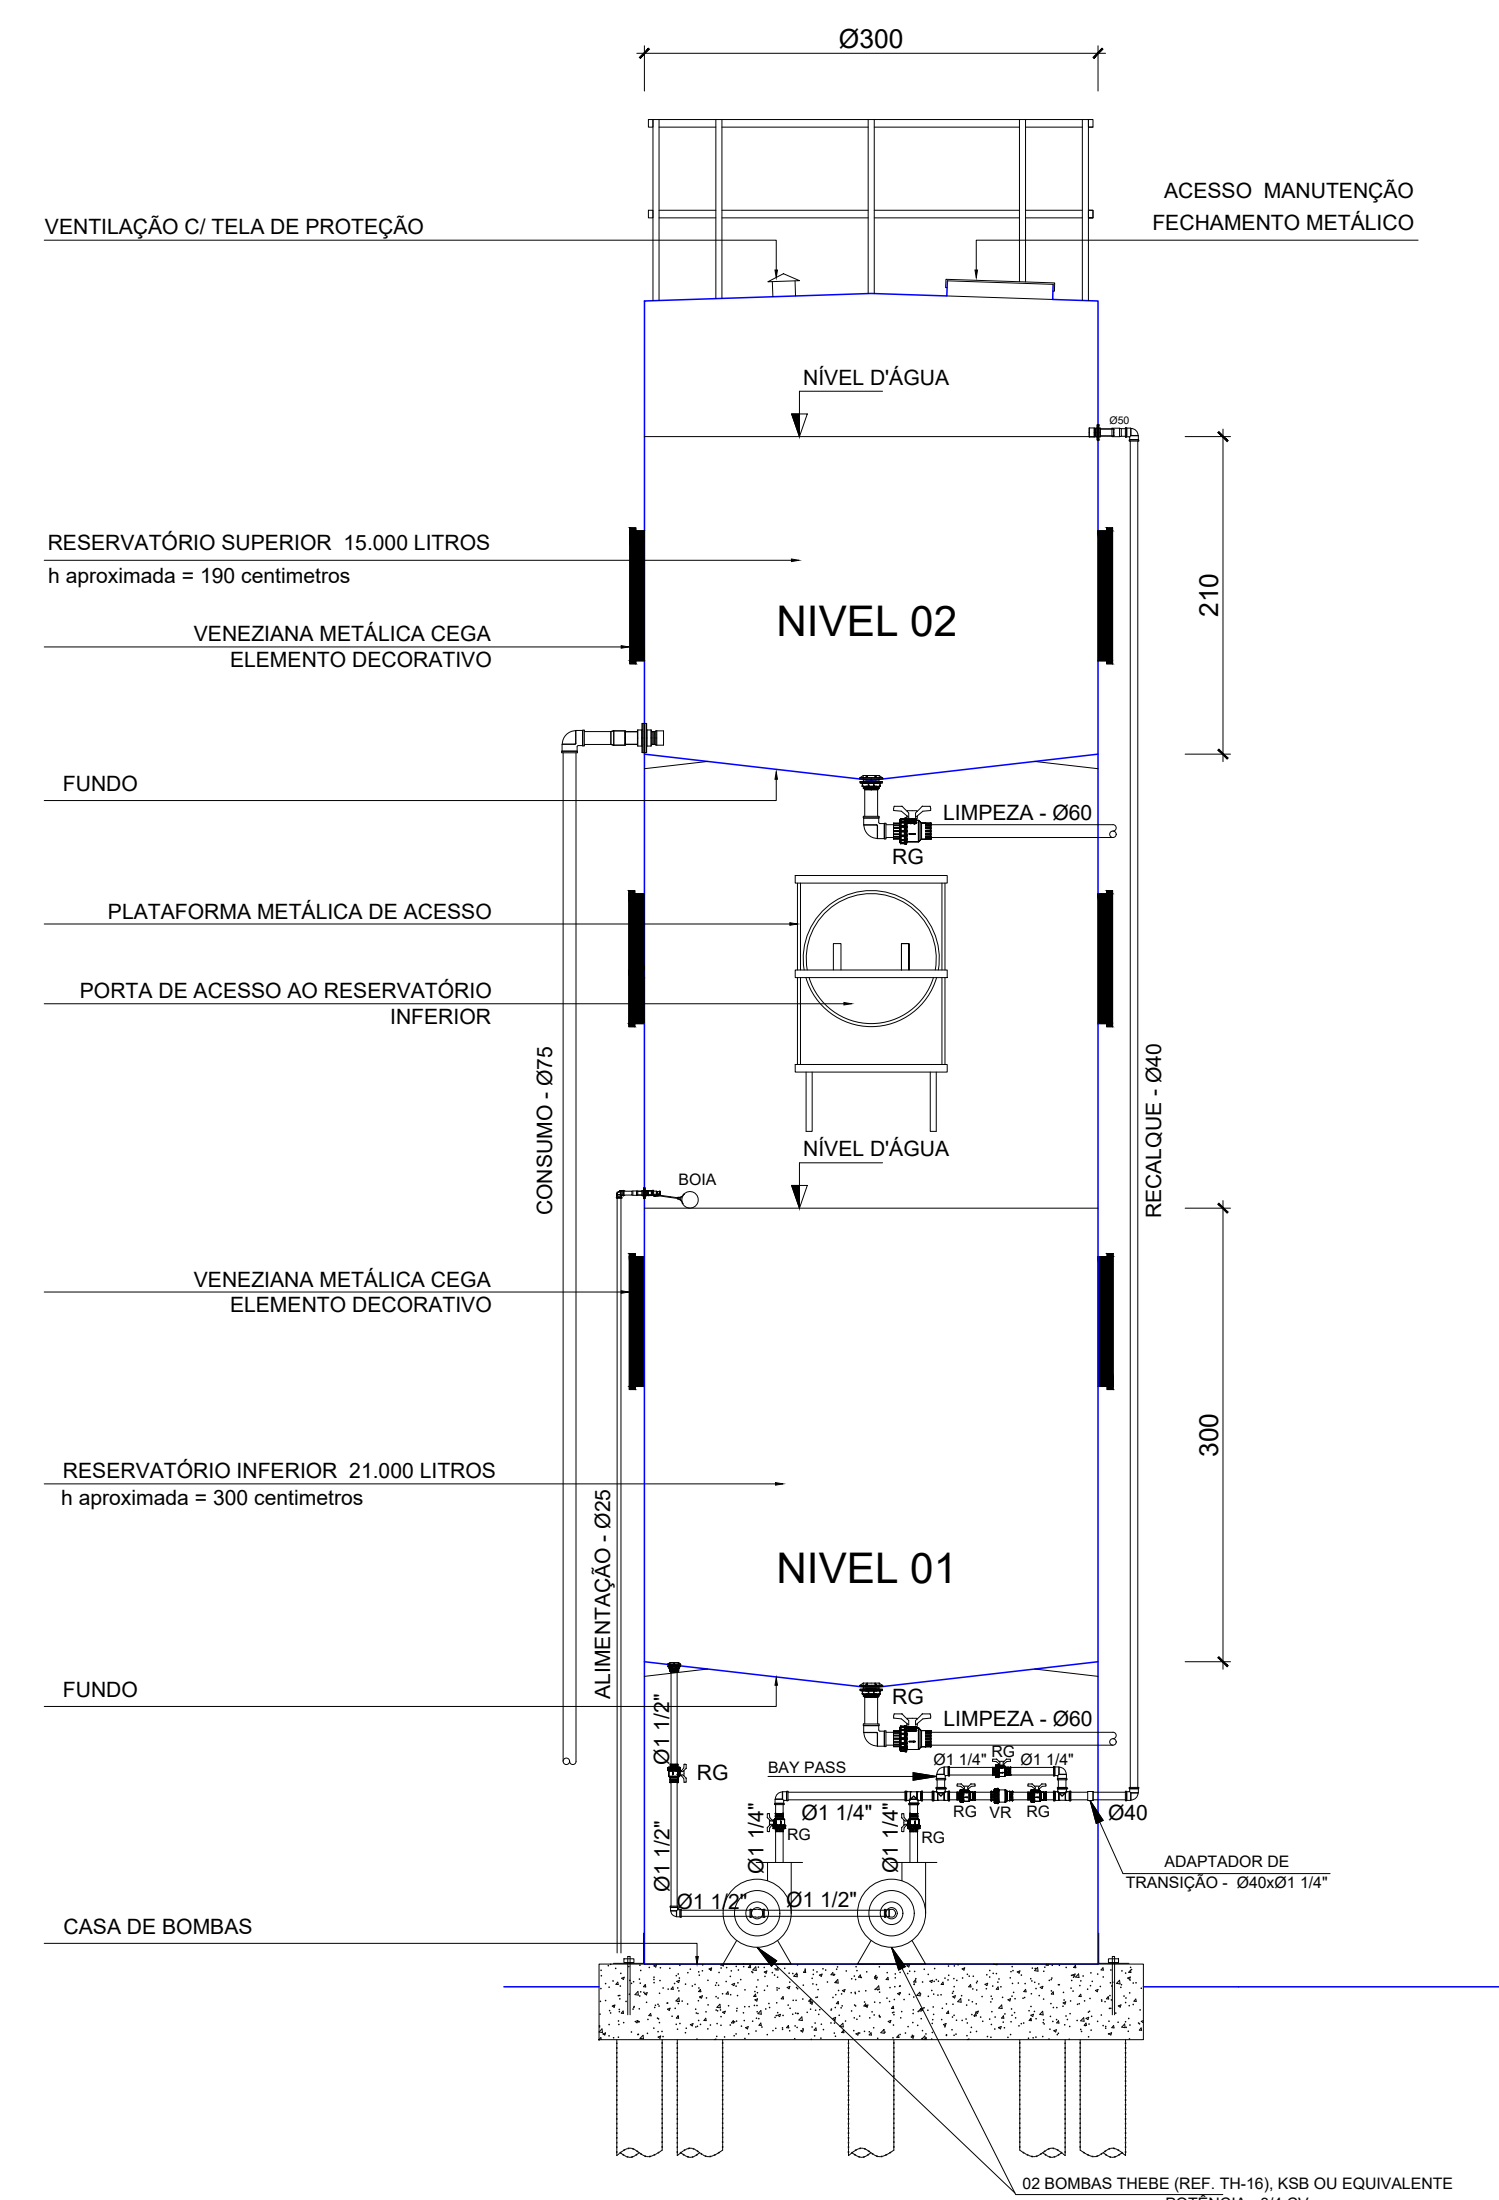 Ø300
ACESSO MANUTENÇÃO
FECHAMENTO METÁLICO
VENTILAÇÃO C/ TELA DE PROTEÇÃO
NÍVEL D'ÁGUA
Ø50
RESERVATÓRIO SUPERIOR 15.000 LITROS
h aproximada = 190 centimetros
210
NIVEL 02
VENEZIANA METÁLICA CEGA
ELEMENTO DECORATIVO
FUNDO
LIMPEZA - Ø60
RG
PLATAFORMA METÁLICA DE ACESSO
PORTA DE ACESSO AO RESERVATÓRIO
INFERIOR
CONSUMO - Ø75
RECALQUE - Ø40
NÍVEL D'ÁGUA
BOIA
VENEZIANA METÁLICA CEGA
ELEMENTO DECORATIVO
300
RESERVATÓRIO INFERIOR 21.000 LITROS
h aproximada = 300 centimetros
ALIMENTAÇÃO - Ø25
NIVEL 01
FUNDO
RG
LIMPEZA - Ø60
Ø1 1/2"
RG
BAY PASS
Ø1 1/4"
RG
Ø1 1/4"
Ø1 1/4"
Ø1 1/4"
Ø1 1/4"
RG
VR
RG
Ø40
RG
RG
Ø1 1/2"
ADAPTADOR DE
TRANSIÇÃO - Ø40xØ1 1/4"
Ø1 1/2"
Ø1 1/2"
CASA DE BOMBAS
02 BOMBAS THEBE (REF. TH-16), KSB OU EQUIVALENTE